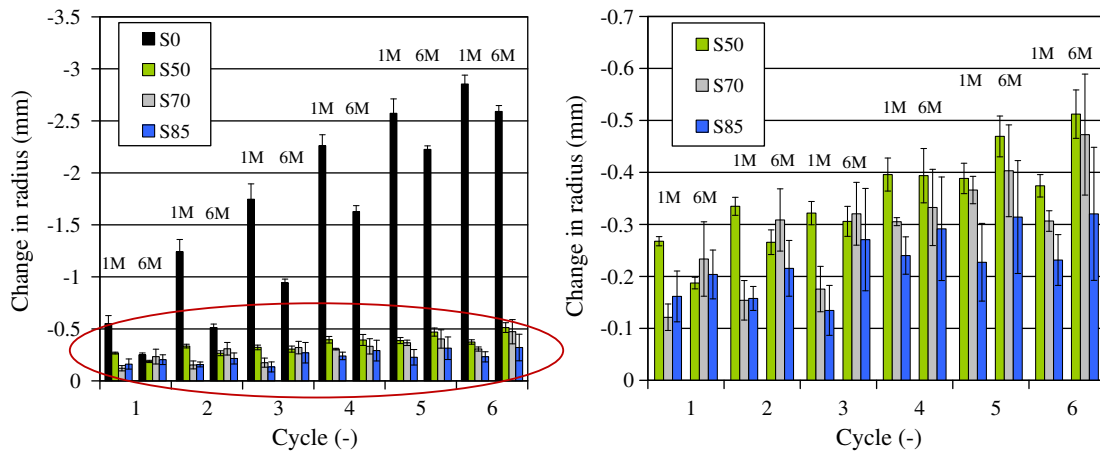 -3.5
-3
-2.5
-2
-1.5
-1
-0.5
0
Change in radius (mm)
S0
S50
S70
S85
1M 6M
1M 6M
1M 6M
1M 6M
1M 6M
1M 6M
1 2 3 4 5 6
Cycle (-)
-0.7
-0.6
-0.5
-0.4
-0.3
-0.2
-0.1
0
Change in radius (mm)
S50
S70
S85
1M 6M
1M 6M
1M 6M
1M 6M
1M 6M
1M 6M
1 2 3 4 5 6
Cycle (-)